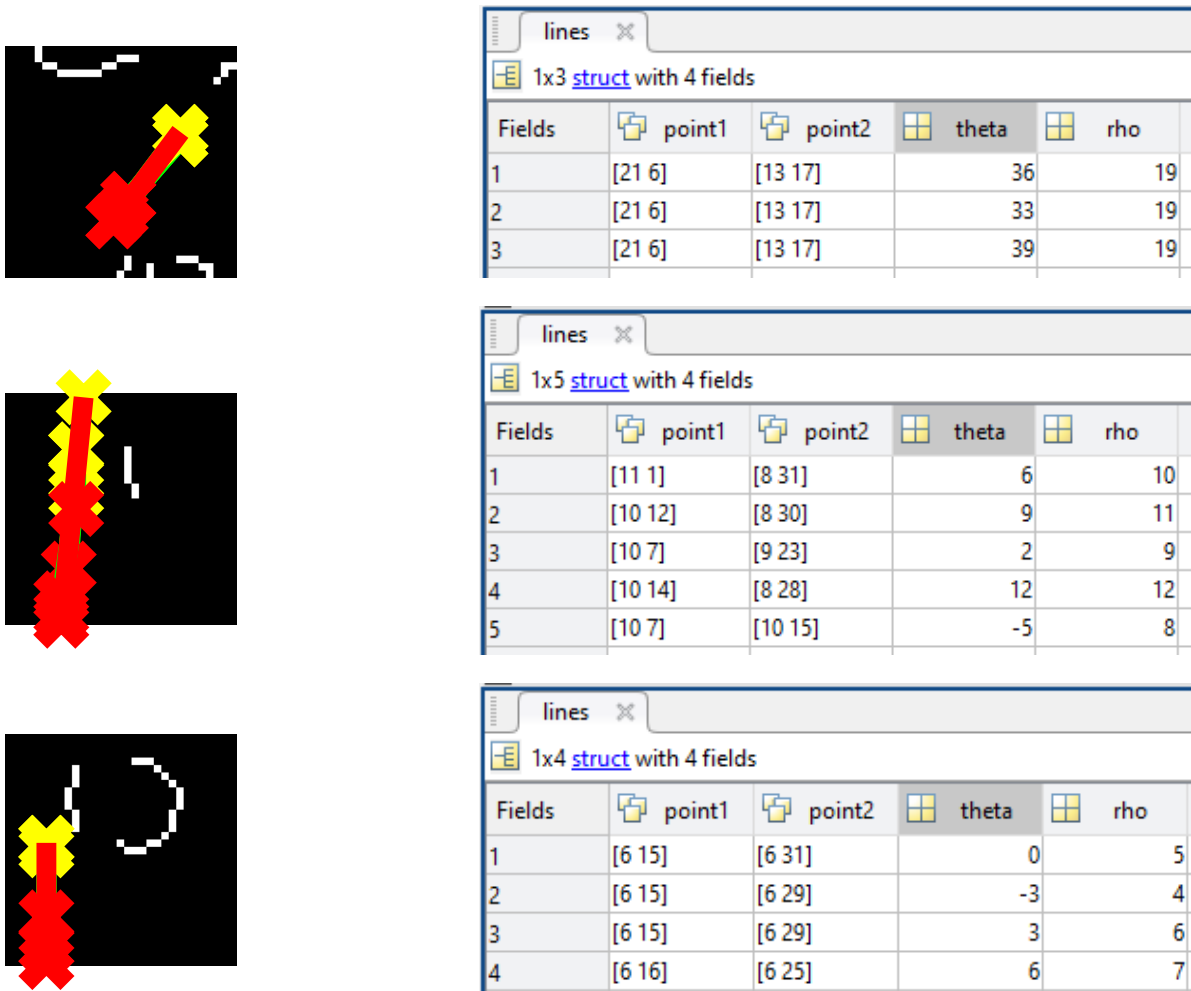 lines
1x3 struct with 4 fields
Fields point1 point2 theta rho
1 [21 6] [13 17] 36 19
2 [21 6] [13 17] 33 19
3 [21 6] [13 17] 39 19
lines
1x5 struct with 4 fields
Fields point1 point2 theta rho
1 [11 1] [8 31] 6 10
2 [10 12] [8 30] 9 11
3 [10 7] [9 23] 2 9
4 [10 14] [8 28] 12 12
5 [10 7] [10 15] -5 8
lines
1x4 struct with 4 fields
Fields point1 point2 theta rho
1 [6 15] [6 31] 0 5
2 [6 15] [6 29] -3 4
3 [6 15] [6 29] 3 6
4 [6 16] [6 25] 6 7